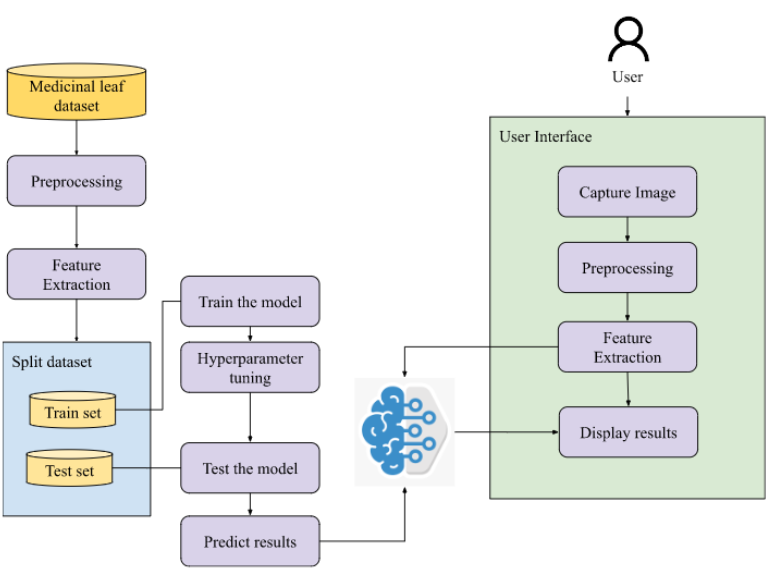 Medicinal leaf
dataset
Preprocessing
Feature
Extraction
Split dataset
Train set
Test set
Train the model
Hyperparameter
tuning
Test the model
Predict results
User
User Interface
Capture Image
Preprocessing
Feature
Extraction
Display results